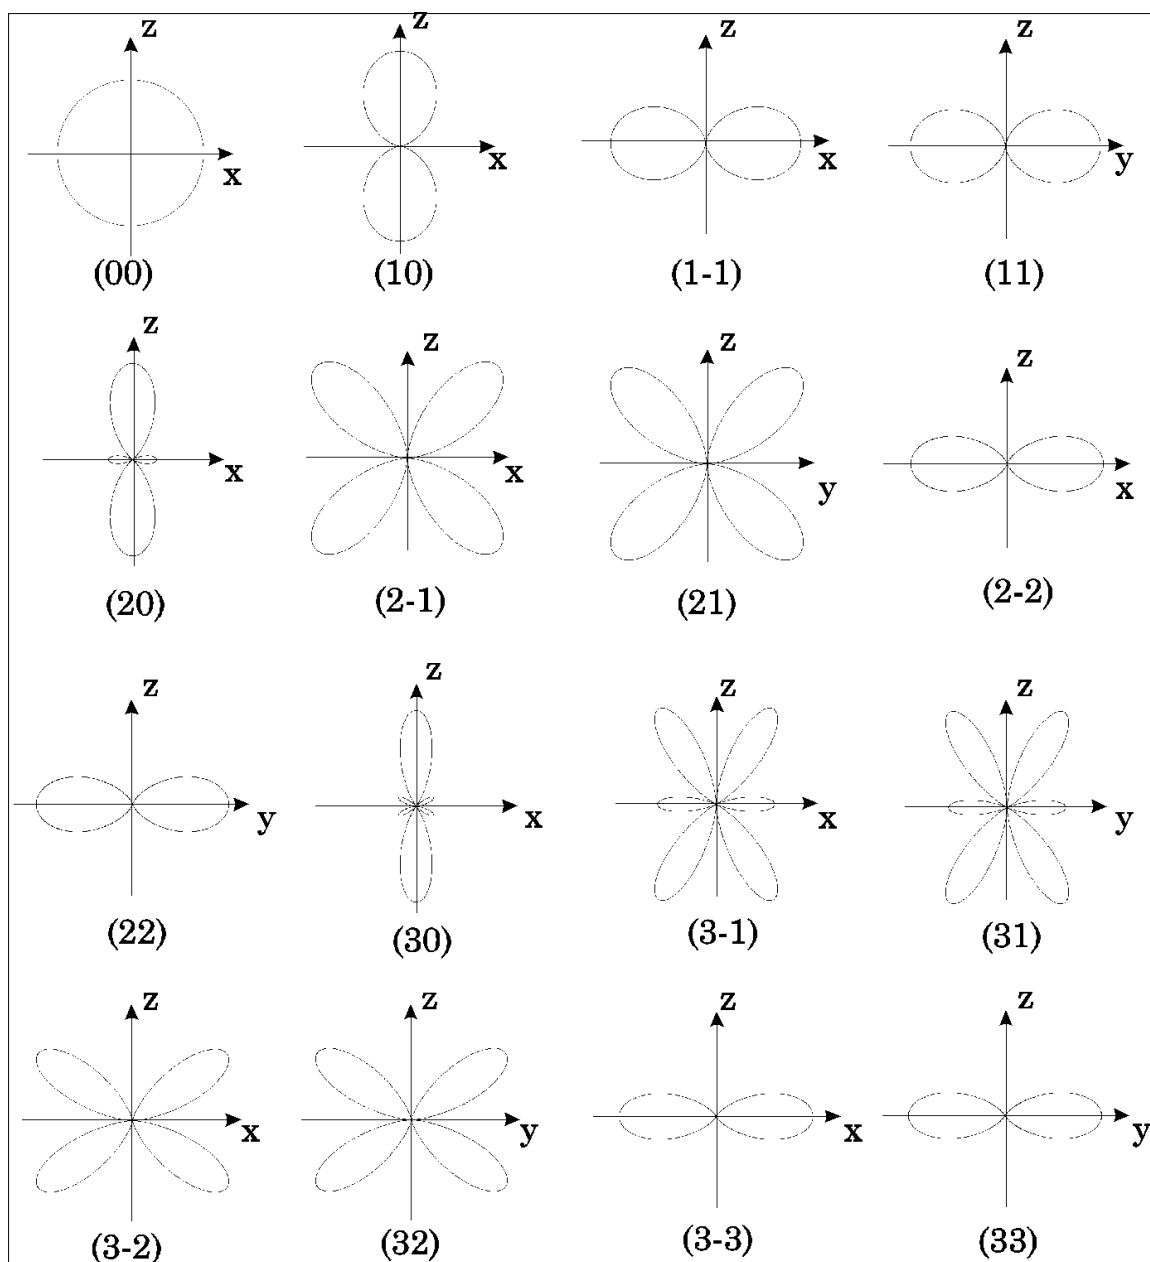 z z z z
x x x y
(00) (10) (1-1) (11)
z z z z
x x y x
(20) (2-1) (21) (2-2)
z z z z
y x x y
(22) (30) (3-1) (31)
z z z z
x y x y
(3-2) (32) (3-3) (33)